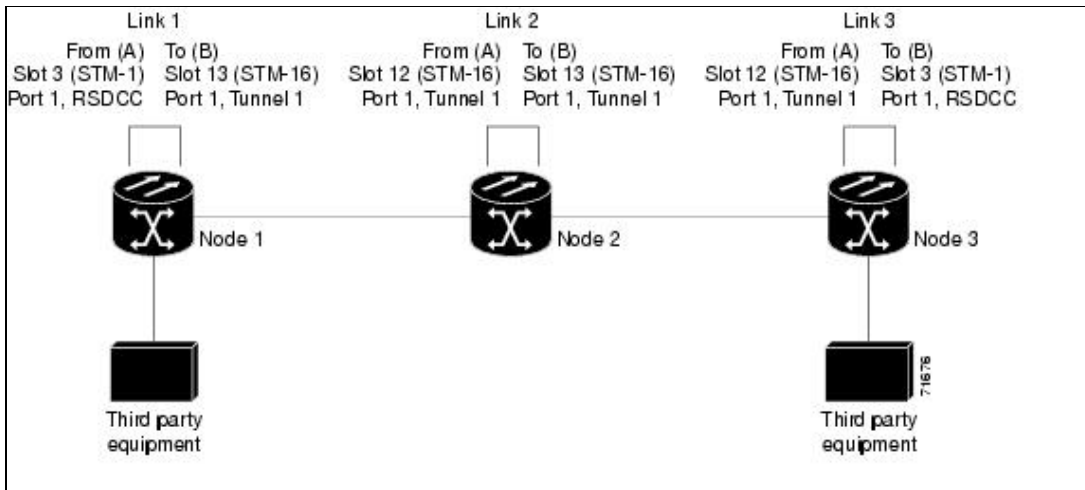 Link 1
From (A) To (B)
Slot 3 (STM-1) Slot 13 (STM-16)
Port 1, RSDCC Port 1, Tunnel 1
Link 2
From (A) To (B)
Slot 12 (STM-16) Slot 13 (STM-16)
Port 1, Tunnel 1 Port 1, Tunnel 1
Link 3
From (A) To (B)
Slot 12 (STM-16) Slot 3 (STM-1)
Port 1, Tunnel 1 Port 1, RSDCC
Node 1
Node 2
Node 3
Third party
equipment
Third party
equipment
71676